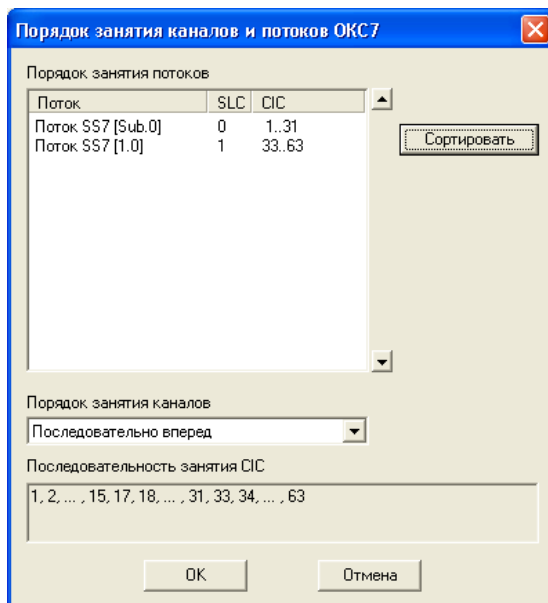 Порядок занятия каналов и потоков ОКС7
Порядок занятия потоков
Поток SLC CIC
Поток SS7 [Sub.0] 0 1..31
Поток SS7 [1.0] 1 33..63
Сортировать
Порядок занятия каналов
Последовательно вперед
Последовательность занятия CIC
1, 2, ... , 15, 17, 18, ... , 31, 33, 34, ... , 63
OK Отмена